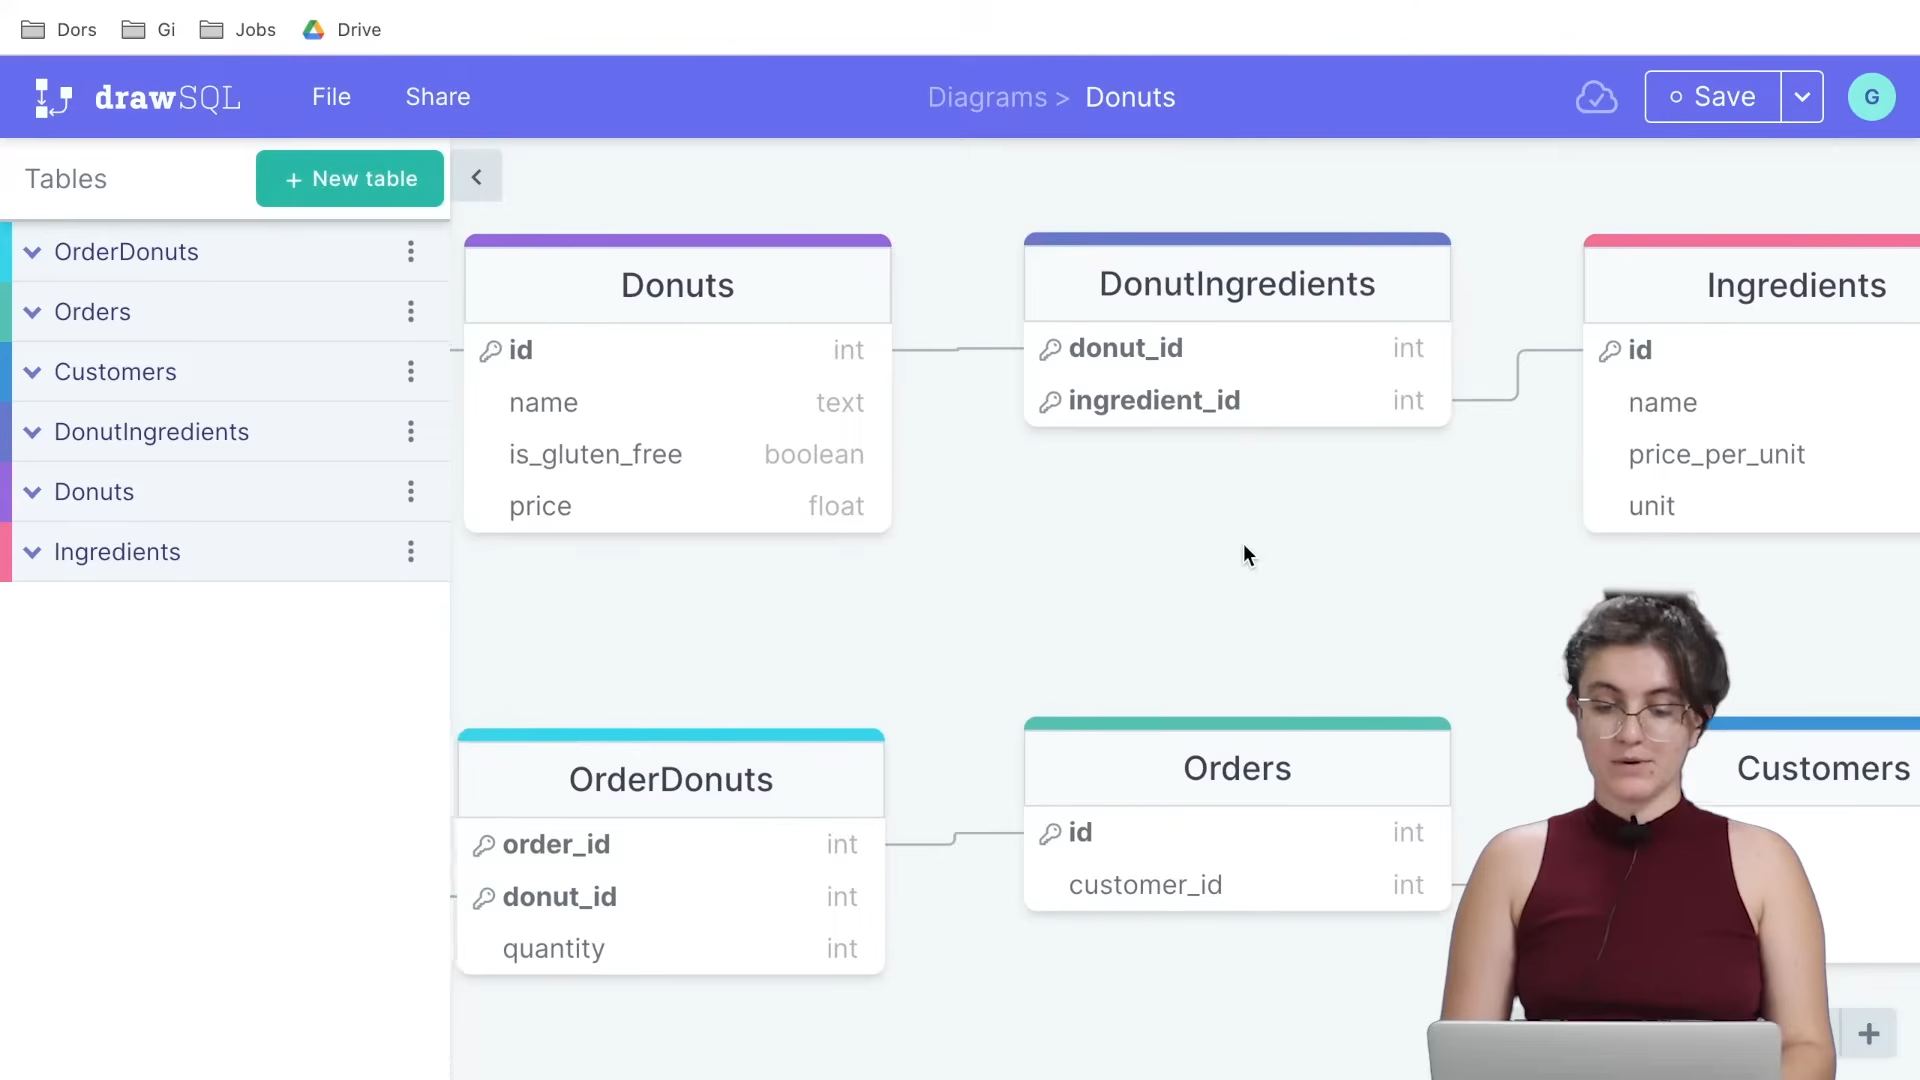 Dors Gi Jobs Drive
drawSQL File Share Diagrams > Donuts Save G
Tables + New table
OrderDonuts
Orders
Customers
DonutIngredients
Donuts
Ingredients
Donuts
id int
name text
is_gluten_free boolean
price float
DonutIngredients
donut_id int
ingredient_id int
Ingredients
id
name
price_per_unit
unit
OrderDonuts
order_id int
donut_id int
quantity int
Orders
id int
customer_id int
Customers